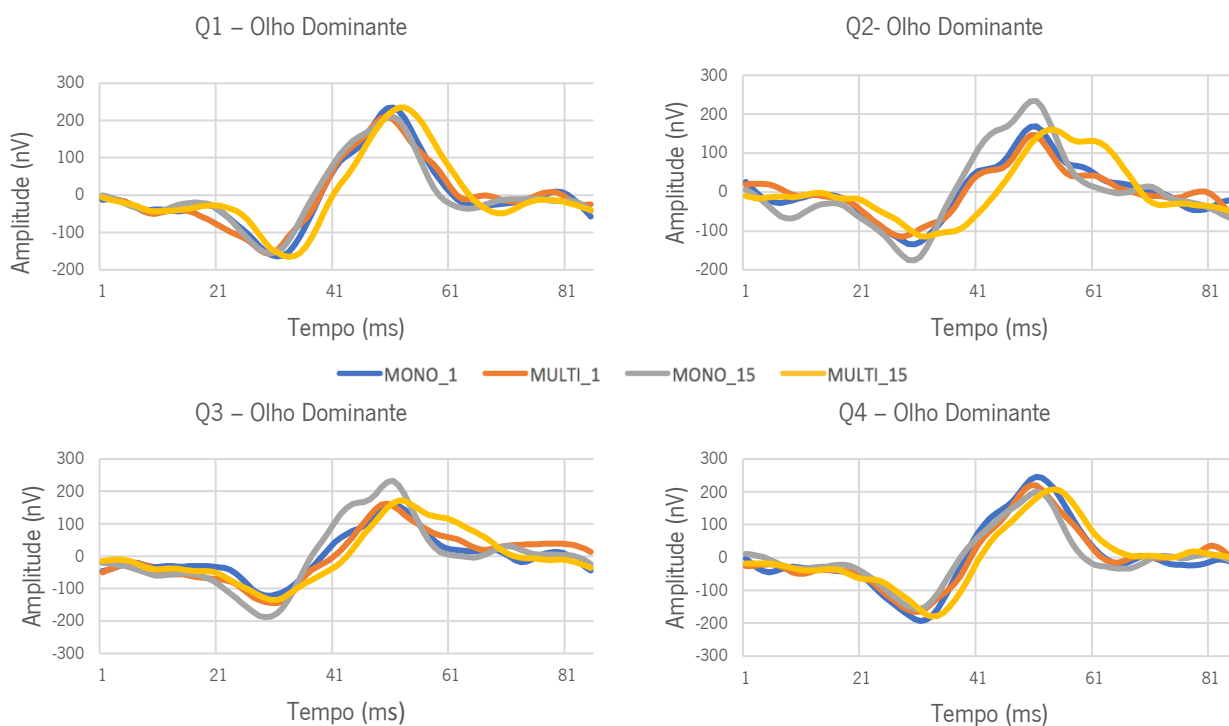 Q1 – Olho Dominante
Amplitude (nV)
300
200
100
0
-100
-200
1 21 41 61 81
Tempo (ms)
Q2- Olho Dominante
Amplitude (nV)
300
200
100
0
-100
-200
1 21 41 61 81
Tempo (ms)
MONO_1 MULTI_1 MONO_15 MULTI_15
Q3 – Olho Dominante
Amplitude (nV)
300
200
100
0
-100
-200
-300
1 21 41 61 81
Tempo (ms)
Q4 – Olho Dominante
Amplitude (nV)
300
200
100
0
-100
-200
-300
1 21 41 61 81
Tempo (ms)